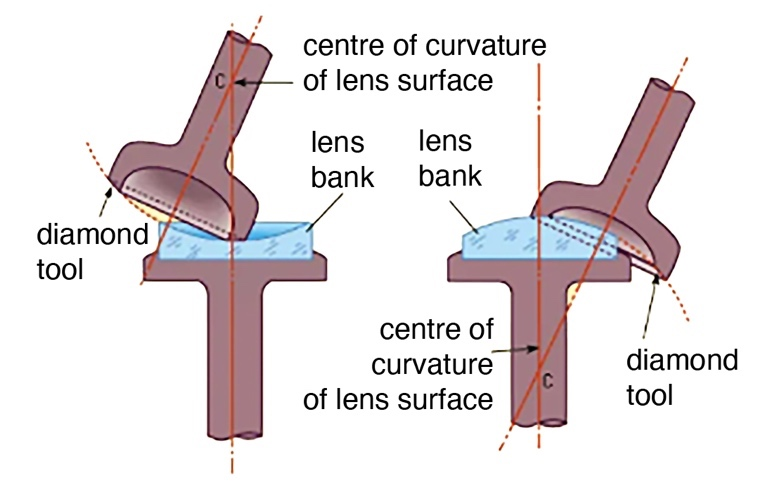 centre of curvature
of lens surface
C
lens
bank
diamond
tool
lens
bank
centre of
curvature
of lens surface
C
diamond
tool